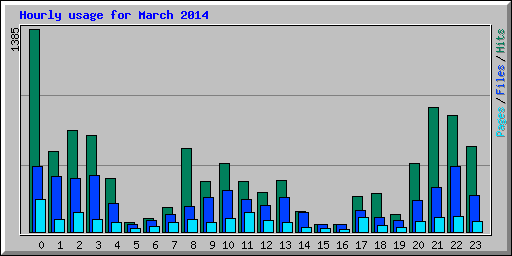 Hourly usage for March 2014
1385
Pages/Files/Hits
0 1 2 3 4 5 6 7 8 9 10 11 12 13 14 15 16 17 18 19 20 21 22 23